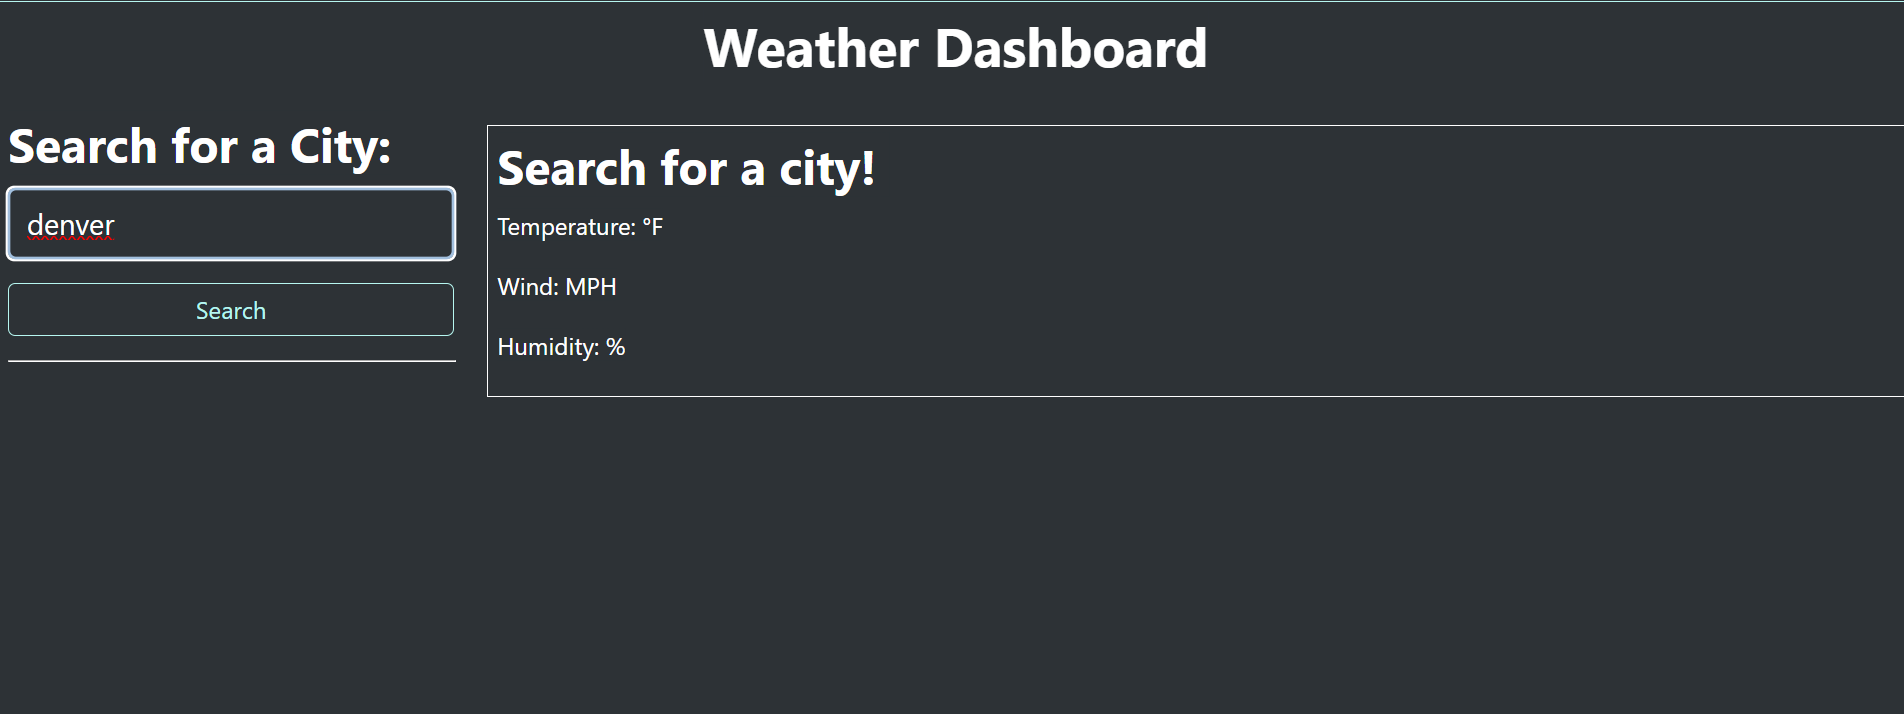 Weather Dashboard
Search for a City:
denver
Search
Search for a city!
Temperature: °F
Wind: MPH
Humidity: %